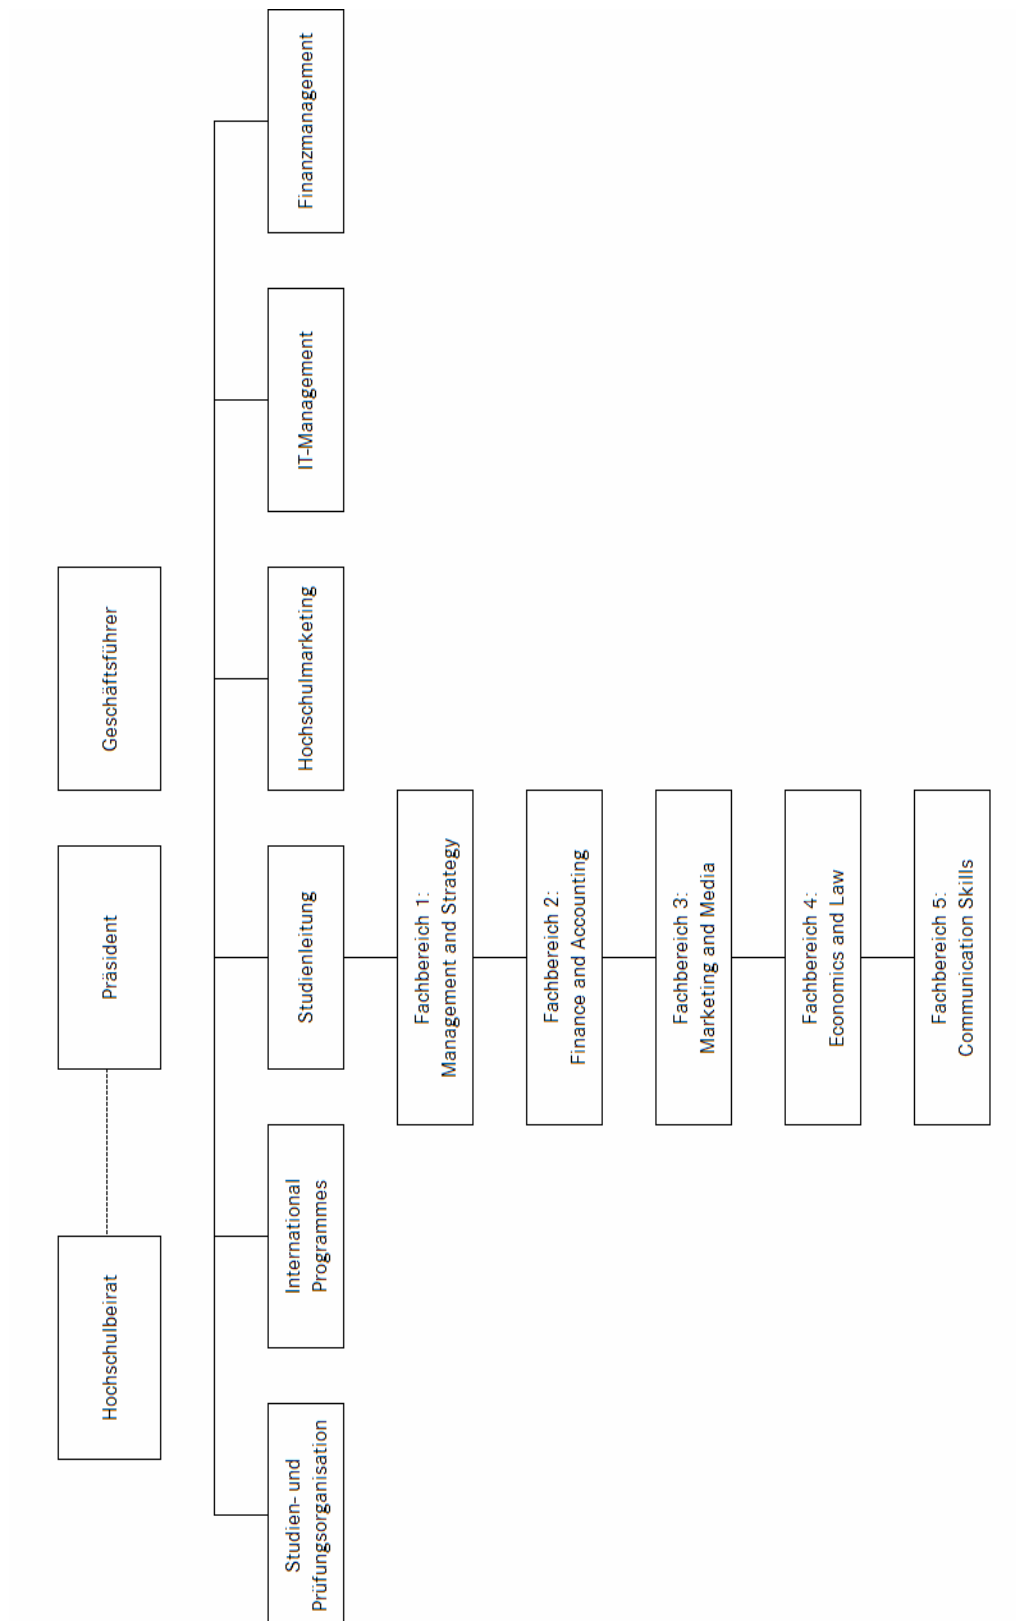 Hochschulbeirat
Präsident
Geschäftsführer
Studien- und
Prüfungsorganisation
International
Programmes
Studienleitung
Hochschulmarketing
IT-Management
Finanzmanagement
Fachbereich 1:
Management and Strategy
Fachbereich 2:
Finance and Accounting
Fachbereich 3:
Marketing and Media
Fachbereich 4:
Economics and Law
Fachbereich 5:
Communication Skills